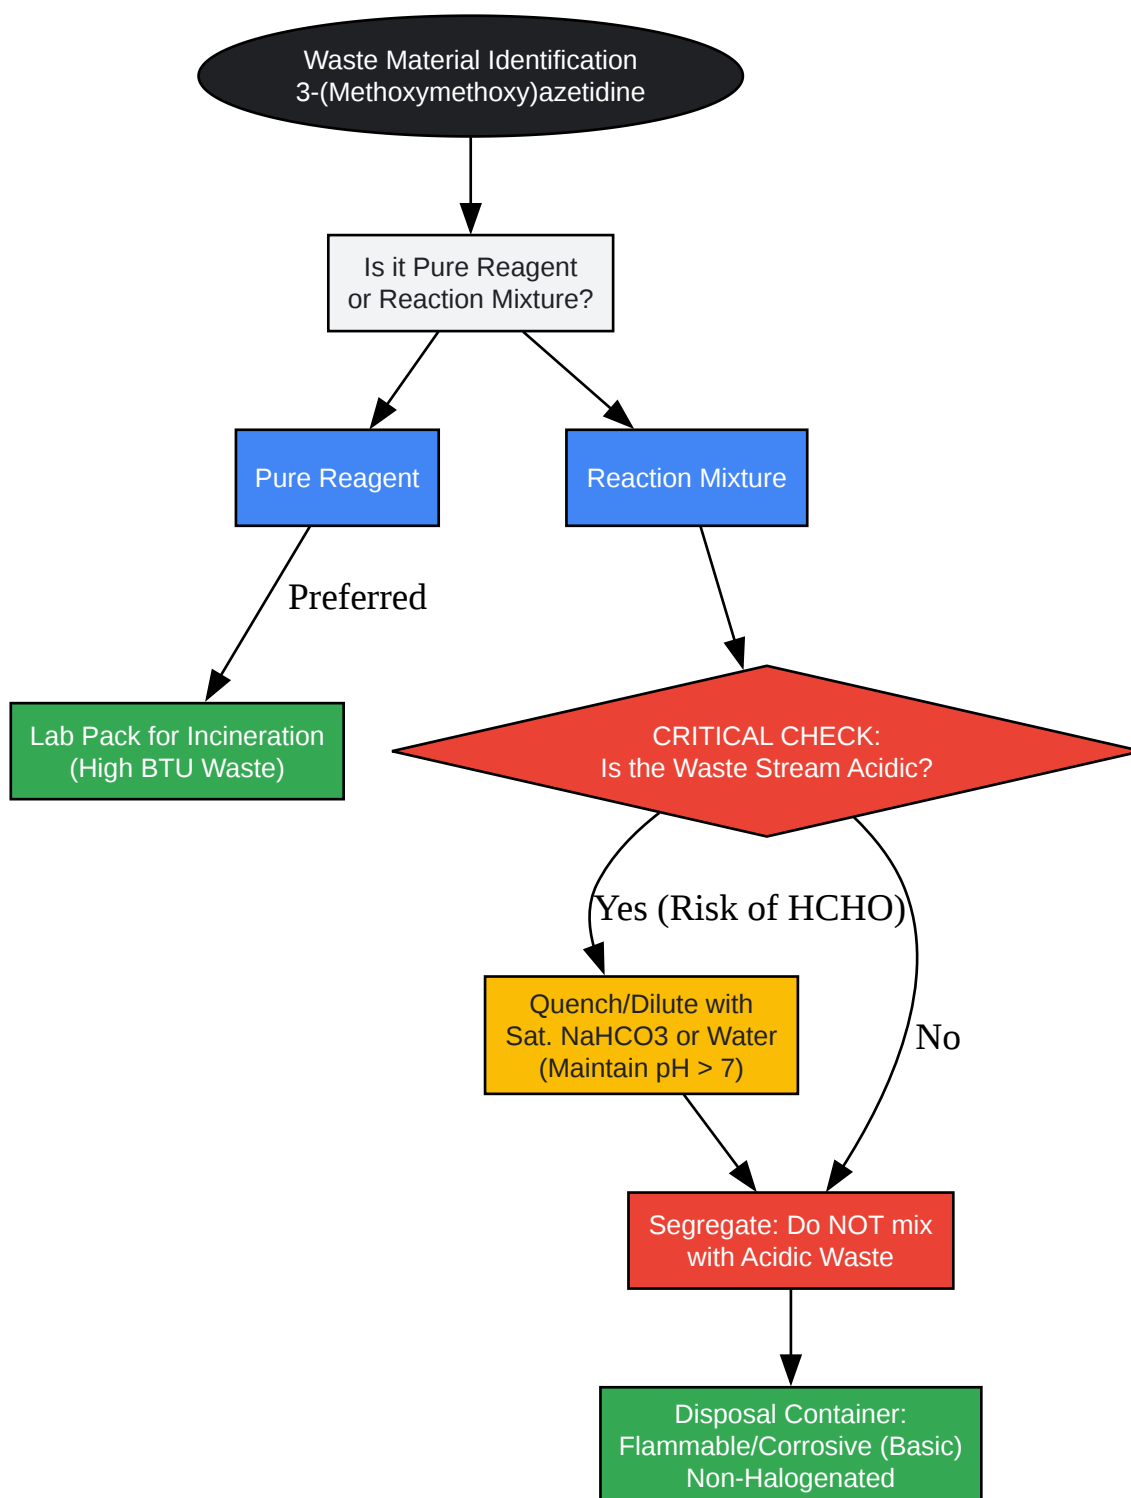 Waste Material Identification
3-(Methoxymethoxy)azetidine
Is it Pure Reagent
or Reaction Mixture?
Pure Reagent
Reaction Mixture
Preferred
Lab Pack for Incineration
(High BTU Waste)
CRITICAL CHECK:
Is the Waste Stream Acidic?
Yes (Risk of HCHO)
Quench/Dilute with
Sat. NaHCO3 or Water
(Maintain pH > 7)
No
Segregate: Do NOT mix
with Acidic Waste
Disposal Container:
Flammable/Corrosive (Basic)
Non-Halogenated